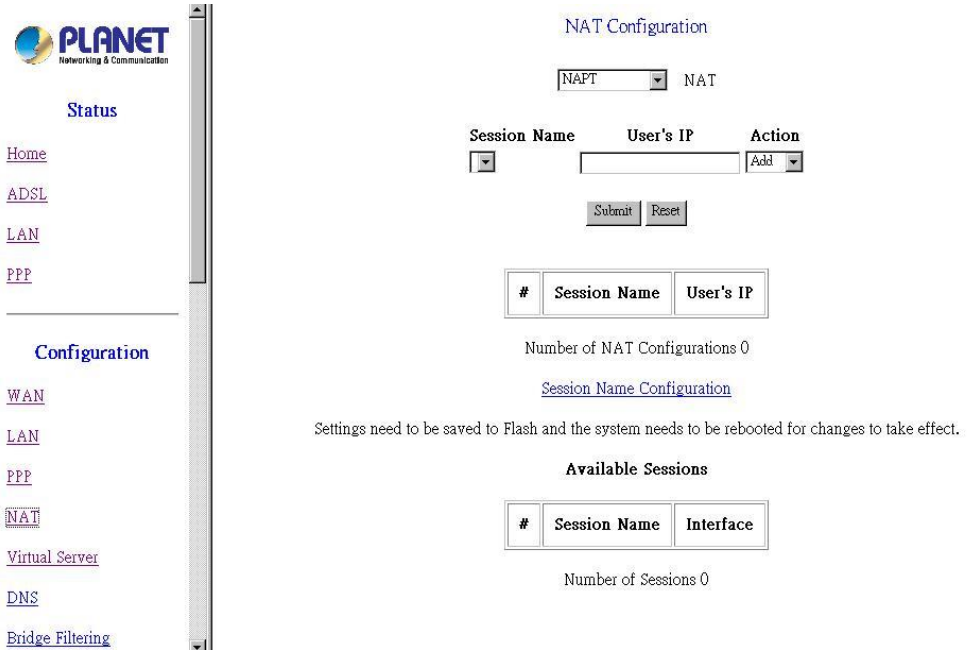 PLANET
Networking & Communication
Status
Home
ADSL
LAN
PPP
Configuration
WAN
LAN
PPP
NAT
Virtual Server
DNS
Bridge Filtering
NAT Configuration
NAPT NAT
Session Name User's IP Action
Add
Submit Reset
# Session Name User's IP
Number of NAT Configurations 0
Session Name Configuration
Settings need to be saved to Flash and the system needs to be rebooted for changes to take effect.
Available Sessions
# Session Name Interface
Number of Sessions 0